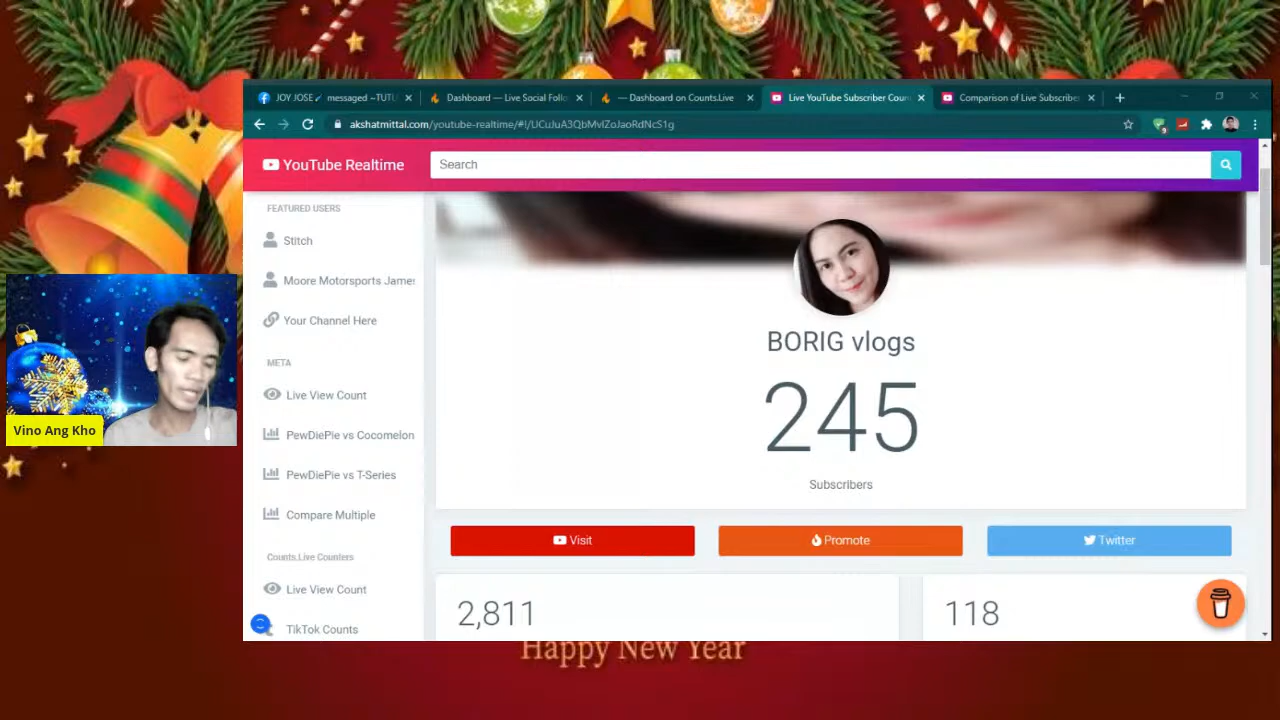 JOY JOSE✓ messaged ~TUTU
Dashboard — Live Social Follo
— Dashboard on Counts.Live
Live YouTube Subscriber Coun
Comparison of Live Subscribe
akshatmittal.com/youtube-realtime/#!/UCuJuA3QbMvIZoJaoRdNcS1g
YouTube Realtime
Search
FEATURED USERS
Stitch
Moore Motorsports James
Your Channel Here
META
Live View Count
PewDiePie vs Cocomelon
PewDiePie vs T-Series
Compare Multiple
Counts.Live Counters
Live View Count
TikTok Counts
BORIG vlogs
245
Subscribers
Visit
Promote
Twitter
2,811
118
Vino Ang Kho
Happy New Year